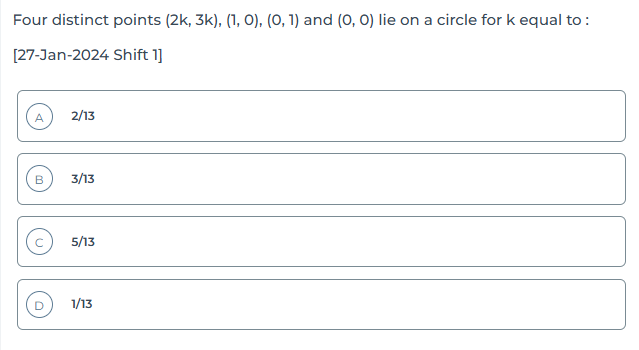 Four distinct points (2k, 3k), (1, 0), (0, 1) and (0, 0) lie on a circle for k equal to :
[27-Jan-2024 Shift 1]
A 2/13
B 3/13
C 5/13
D 1/13